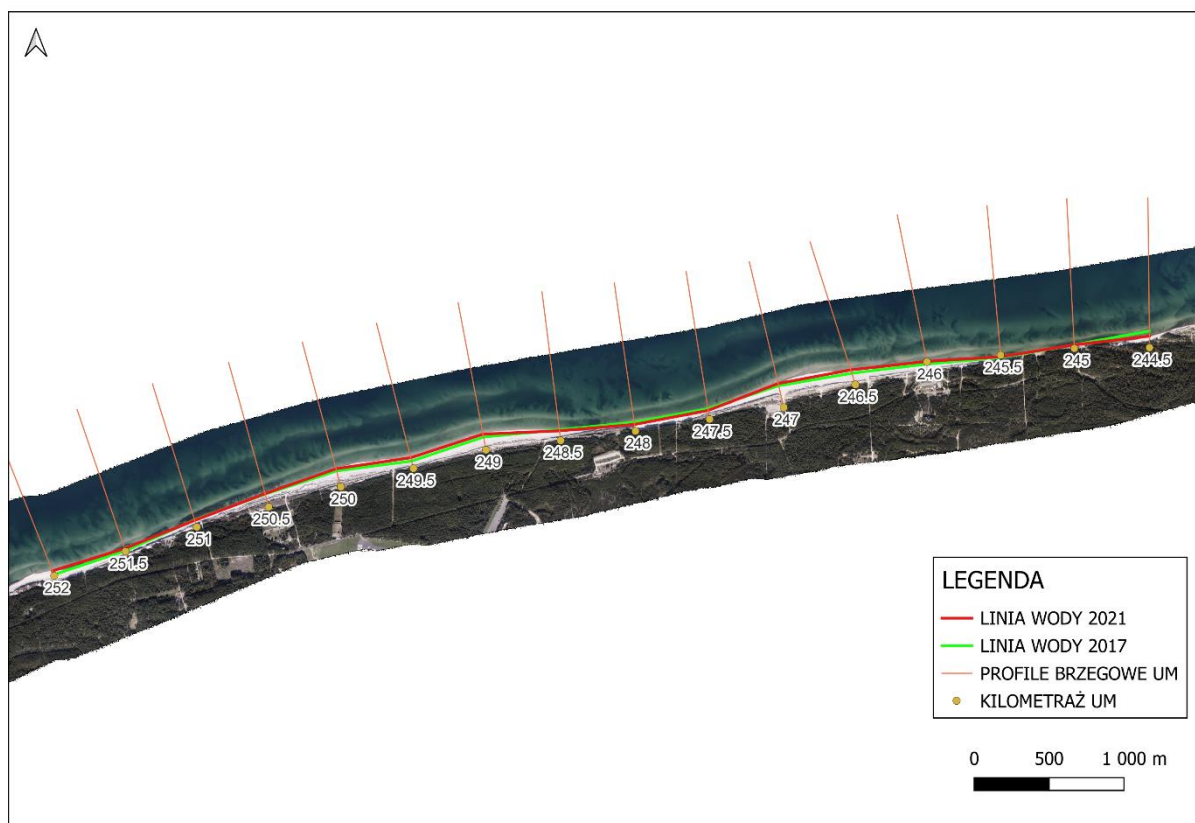 244.5
245
245.5
246
246.5
247
247.5
248
248.5
249
249.5
250
250.5
251
251.5
252
LEGENDA
LINIA WODY 2021
LINIA WODY 2017
PROFILE BRZEGOWE UM
KILOMETRAŻ UM
0 500 1 000 m